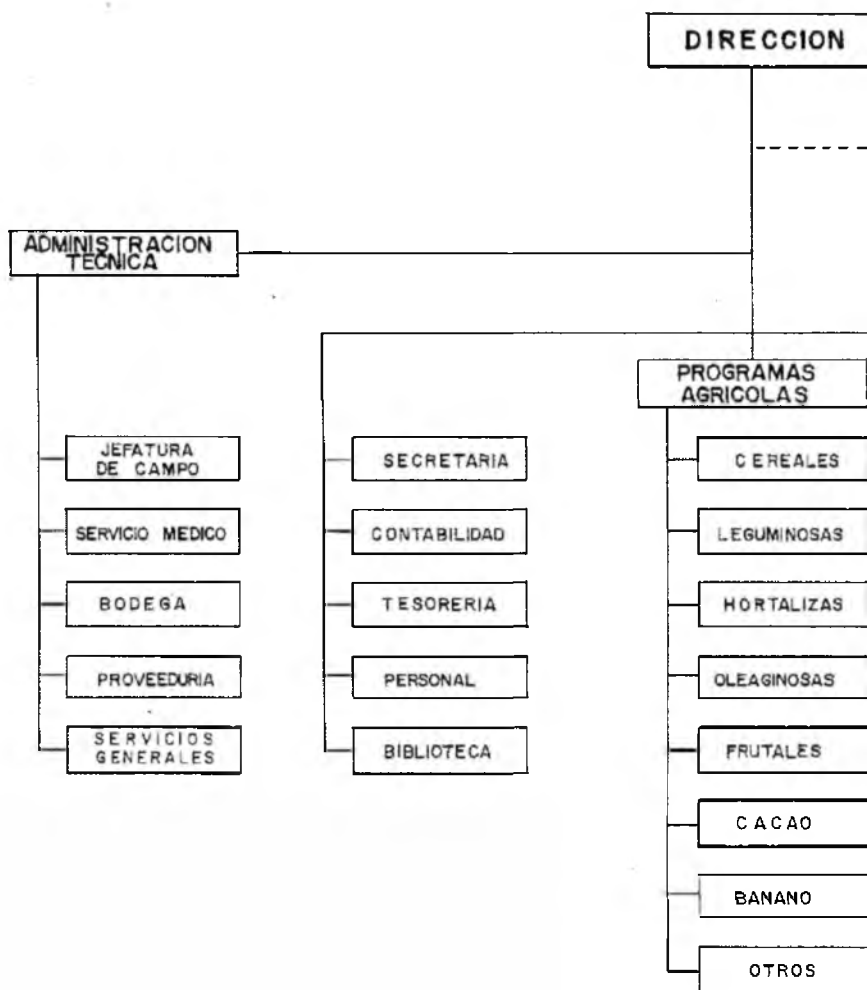 DIRECCION
ADMINISTRACION
TECNICA
PROGRAMAS
AGRICOLAS
JEFATURA
DE CAMPO
SERVICIO MEDICO
BODEGA
PROVEEDURIA
SERVICIOS
GENERALES
SECRETARIA
CONTABILIDAD
TESORERIA
PERSONAL
BIBLIOTECA
CEREALES
LEGUMINOSAS
HORTALIZAS
OLEAGINOSAS
FRUTALES
CACAO
BANANO
OTROS